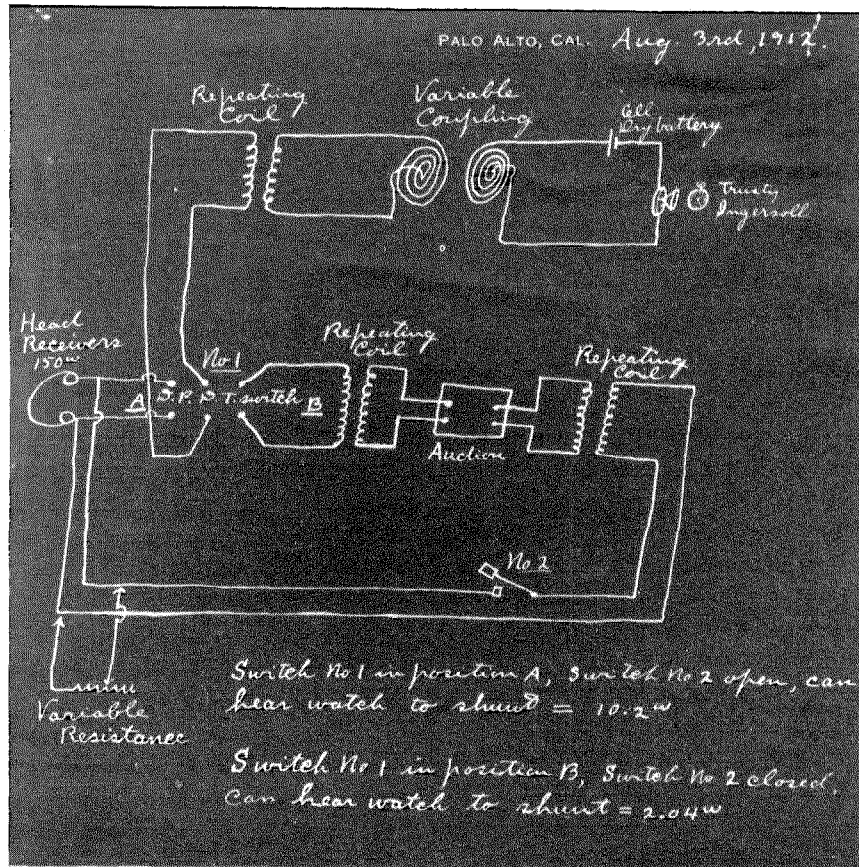 PALO ALTO, CAL. Aug. 3rd, 1912.
Repeating
Coil
Variable
Coupling
Cell
Dry battery
Trusty
Ingersoll
Head
Receivers
150ω
No 1
A D. P. D. T. switch B
Repeating
Coil
Audion
Repeating
Coil
No 2
Variable
Resistance
Switch No 1 in position A, Switch No 2 open, can
hear watch to shunt = 10.2ω
Switch No 1 in position B, Switch No 2 closed,
can hear watch to shunt = 2.04ω